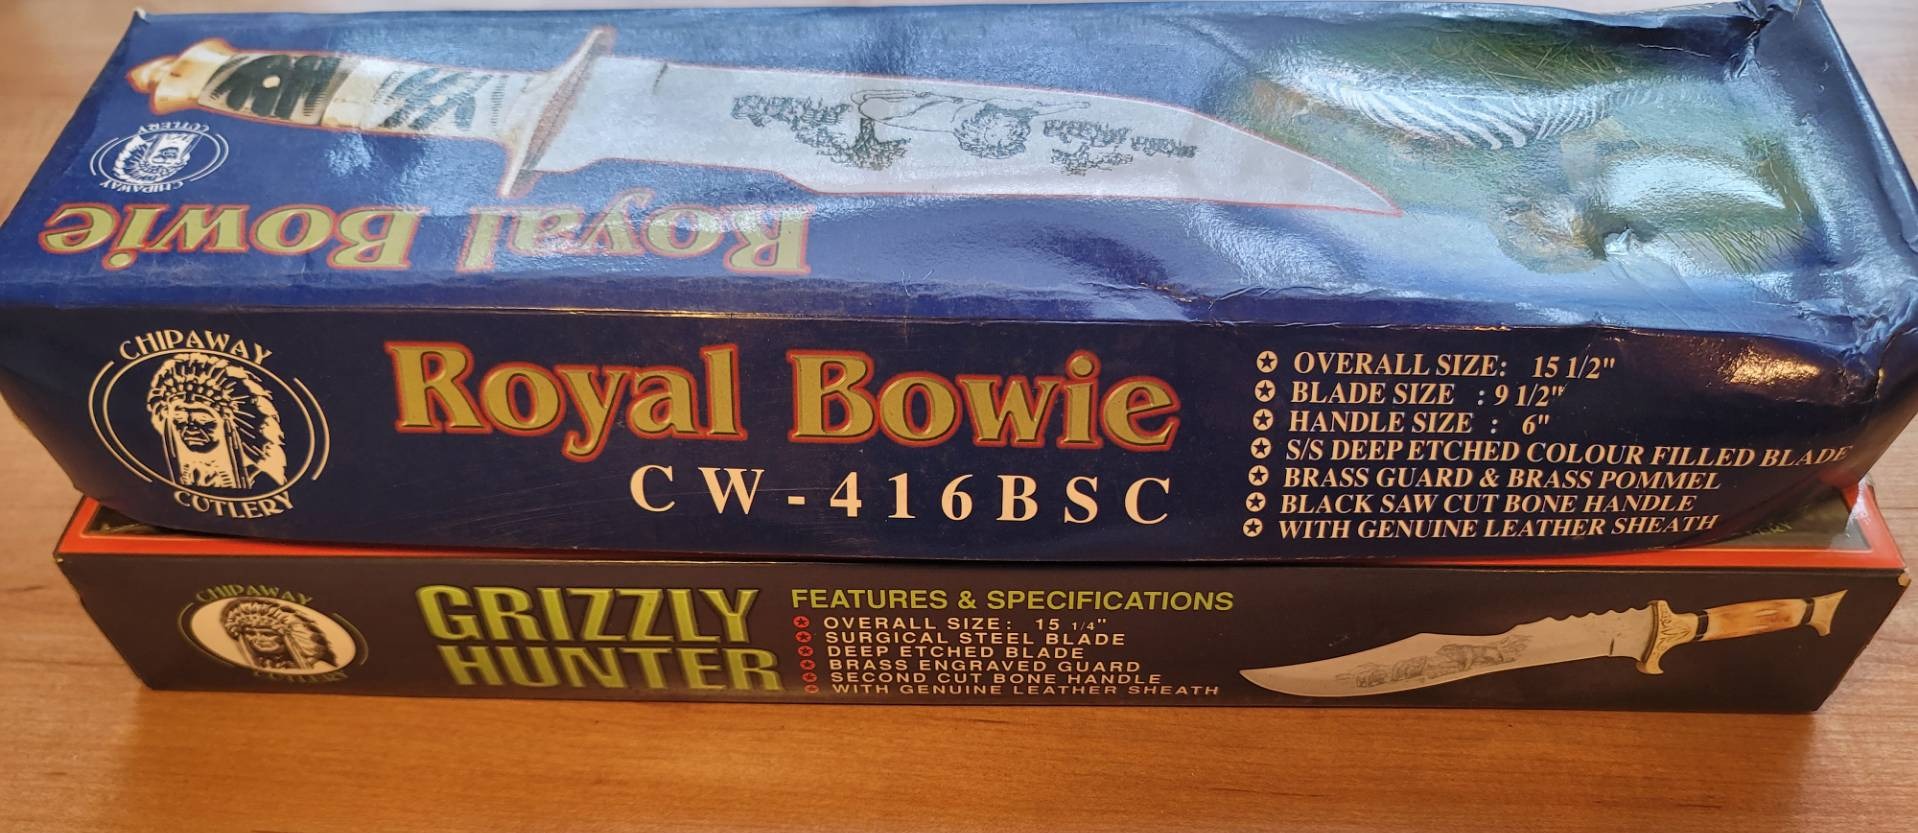 CHIPAWAY
CUTLERY
Royal Bowie
CHIPAWAY
CUTLERY
Royal Bowie
CW-416BSC
OVERALL SIZE: 15 1/2"
BLADE SIZE : 9 1/2"
HANDLE SIZE : 6"
S/S DEEP ETCHED COLOUR FILLED BLADE
BRASS GUARD & BRASS POMMEL
BLACK SAW CUT BONE HANDLE
WITH GENUINE LEATHER SHEATH
CHIPAWAY
CUTLERY
GRIZZLY
HUNTER
FEATURES & SPECIFICATIONS
OVERALL SIZE: 15 1/4"
SURGICAL STEEL BLADE
DEEP ETCHED BLADE
BRASS ENGRAVED GUARD
SECOND CUT BONE HANDLE
WITH GENUINE LEATHER SHEATH